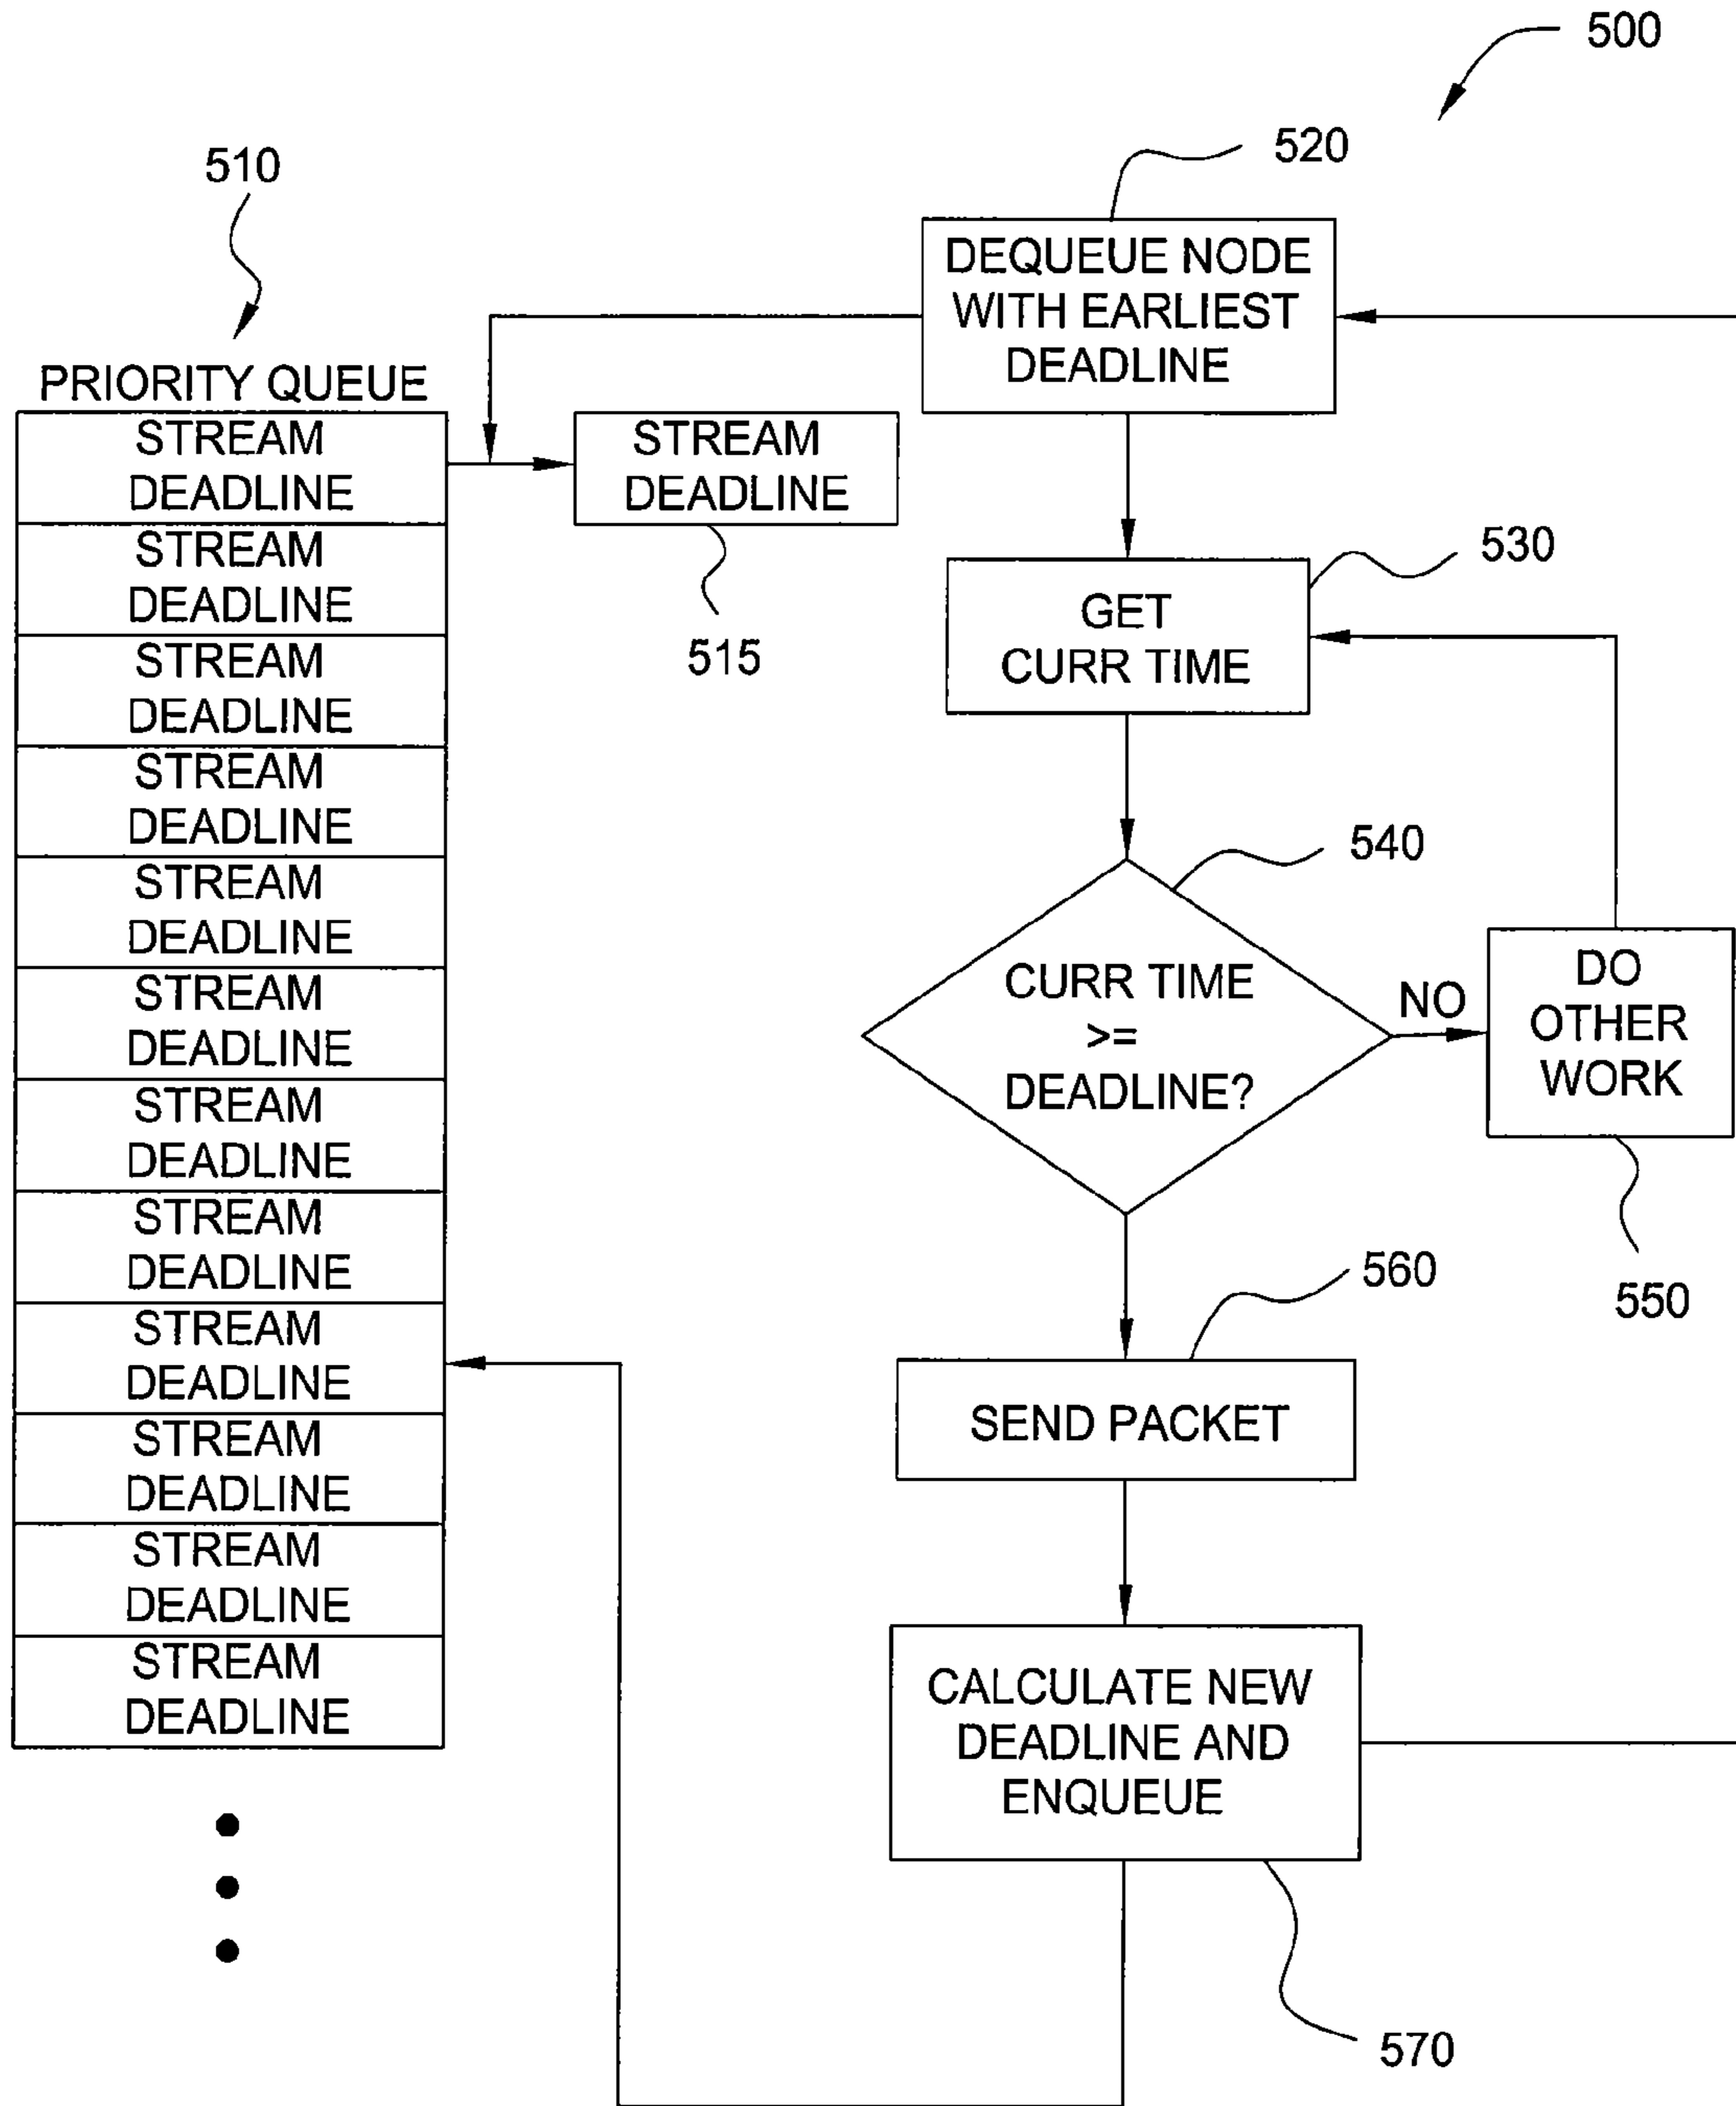 500
520
510
DEQUEUE NODE
WITH EARLIEST
DEADLINE
PRIORITY QUEUE
STREAM
DEADLINE
STREAM
DEADLINE
STREAM
DEADLINE
STREAM
DEADLINE
STREAM
DEADLINE
STREAM
DEADLINE
STREAM
DEADLINE
STREAM
DEADLINE
STREAM
DEADLINE
STREAM
DEADLINE
STREAM
DEADLINE
STREAM
DEADLINE
STREAM
DEADLINE
515
530
GET
CURR TIME
540
CURR TIME
>=
DEADLINE?
NO
DO
OTHER
WORK
550
560
SEND PACKET
CALCULATE NEW
DEADLINE AND
ENQUEUE
570